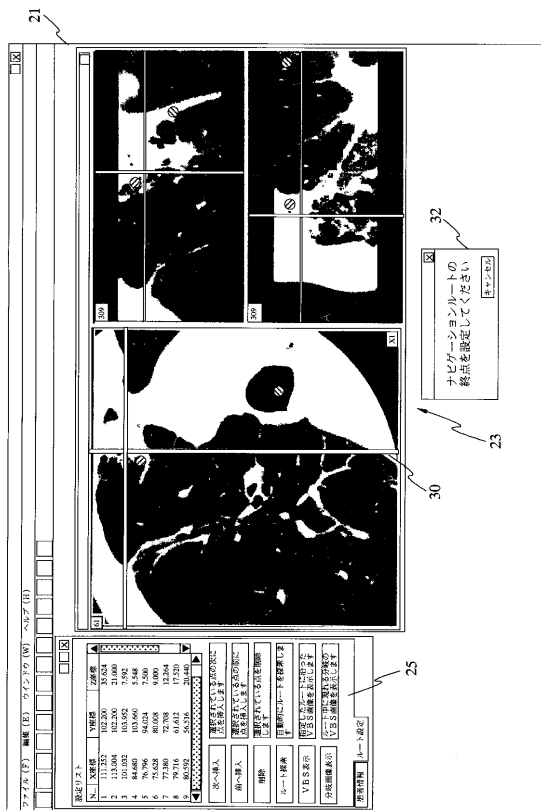 21
ファイル (F) 編集 (E) ウインドウ (W) ヘルプ (H)
設定リスト
N... X座標 Y座標 Z座標
1 111.252 102.200 35.624
2 113.004 102.200 21.000
3 101.032 103.952 7.592
4 84.680 103.660 5.548
5 76.796 94.024 7.500
6 75.628 80.008 9.000
7 77.380 72.708 12.264
8 79.716 61.612 17.520
9 80.592 56.516 20.440
次へ挿入 選択されている点の次に
点を挿入します
前へ挿入 選択されている点の前に
点を挿入します
削除 選択されている点を削除
します
ルート探索 自動的にルートを探索しま
す
VBS表示 指定したルートに沿った
VBS画像を表示します
分岐画像表示 ルート中に現れる分岐の
VBS画像を表示します
患者情報 ルート設定
25
61
X1
309
309
30
23
ナビゲーションルートの
終点を設定してください
キャンセル
32